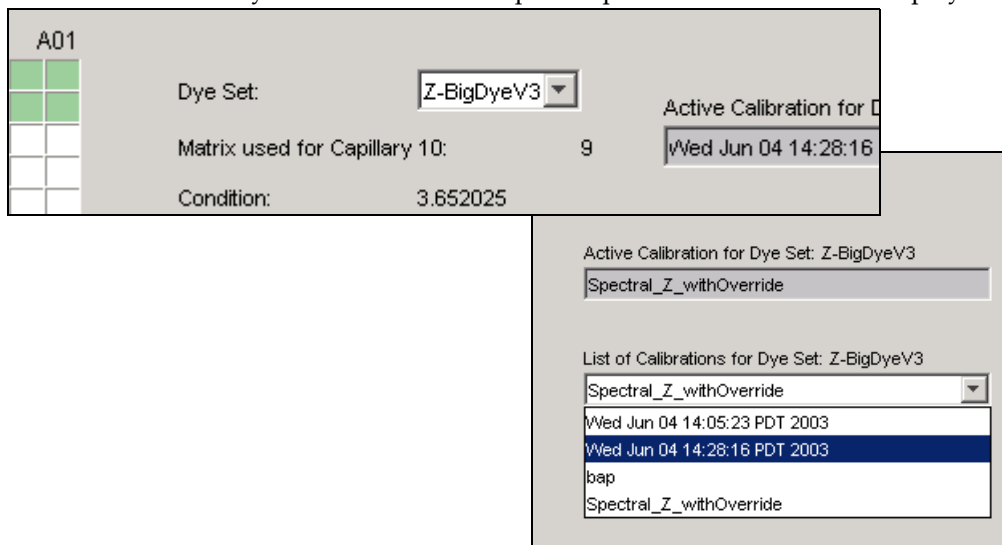 A01
Dye Set: Z-BigDyeV3
Active Calibration for D
Matrix used for Capillary 10: 9
Wed Jun 04 14:28:16
Condition: 3.652025
Active Calibration for Dye Set: Z-BigDyeV3
Spectral_Z_withOverride
List of Calibrations for Dye Set: Z-BigDyeV3
Spectral_Z_withOverride
Wed Jun 04 14:05:23 PDT 2003
Wed Jun 04 14:28:16 PDT 2003
bap
Spectral_Z_withOverride